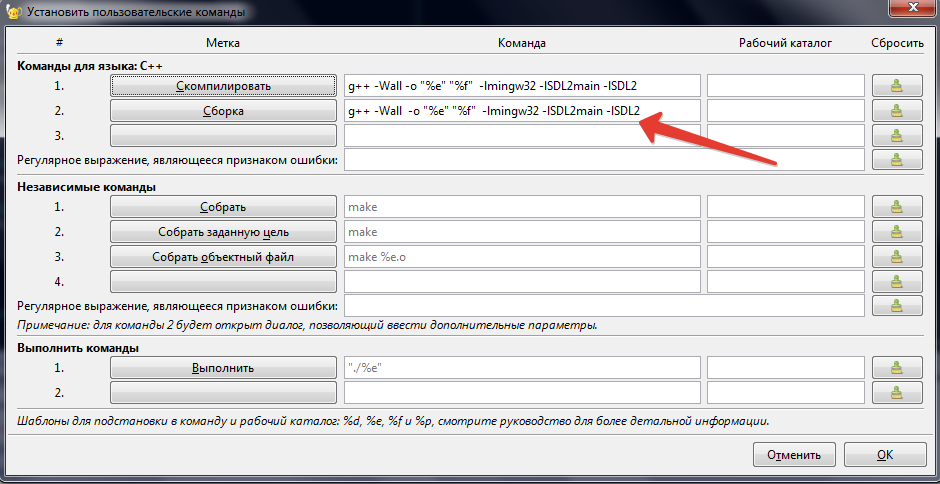 Установить пользовательские команды
# Метка Команда Рабочий каталог Сбросить
Команды для языка: C++
1. Скомпилировать g++ -Wall -o "%e" "%f"  -lmingw32 -lSDL2main -lSDL2
2. Сборка g++ -Wall  -o "%e" "%f"  -lmingw32 -lSDL2main -lSDL2
3.
Регулярное выражение, являющееся признаком ошибки:
Независимые команды
1. Собрать make
2. Собрать заданную цель make
3. Собрать объектный файл make %e.o
4.
Регулярное выражение, являющееся признаком ошибки:
Примечание: для команды 2 будет открыт диалог, позволяющий ввести дополнительные параметры.
Выполнить команды
1. Выполнить "./%e"
2.
Шаблоны для подстановки в команду и рабочий каталог: %d, %e, %f и %p, смотрите руководство для более детальной информации.
Отменить OK